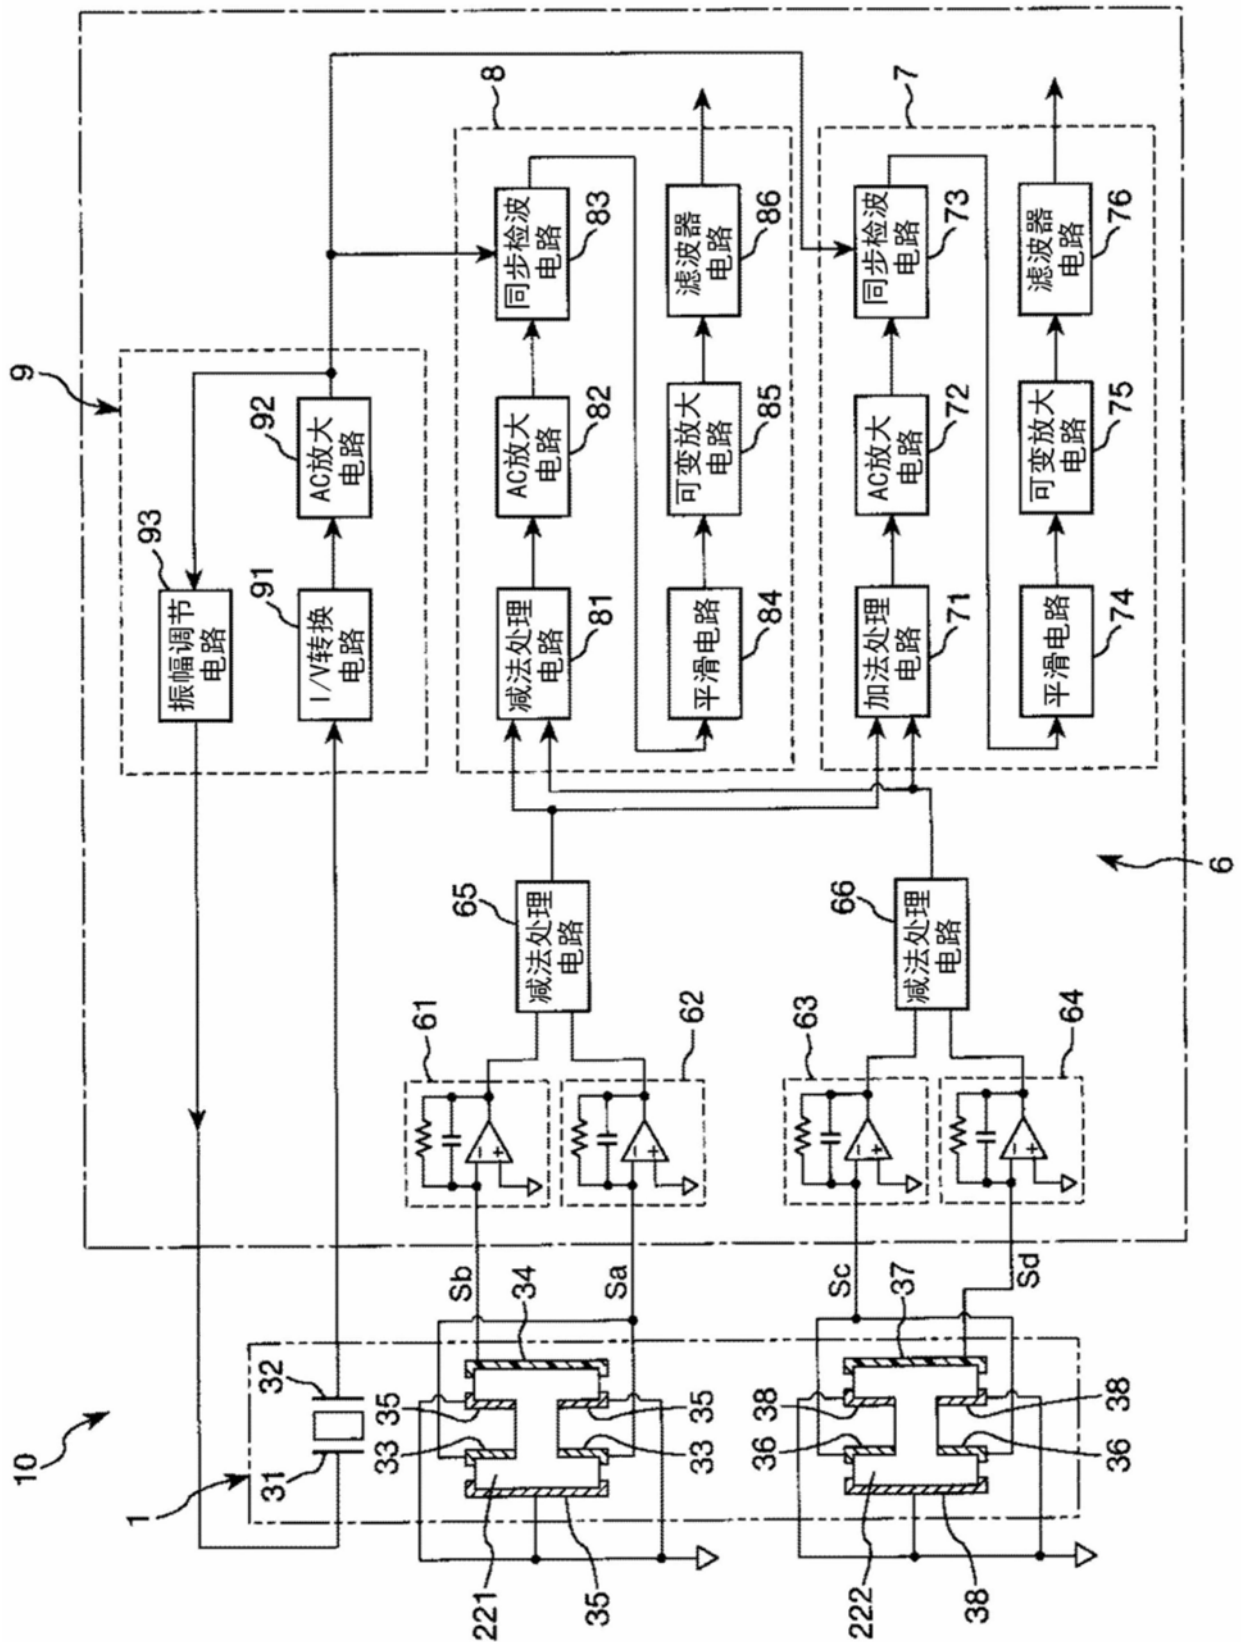 10
1
31
32
9
93
振幅调节
电路
91
I/V转换
电路
92
AC放大
电路
8
81
减法处理
电路
82
AC放大
电路
83
同步检波
电路
84
平滑电路
85
可变放大
电路
86
滤波器
电路
7
71
加法处理
电路
72
AC放大
电路
73
同步检波
电路
74
平滑电路
75
可变放大
电路
76
滤波器
电路
65
减法处理
电路
66
减法处理
电路
6
61
- +
62
- +
63
- +
64
- +
Sb
Sa
Sc
Sd
34
35
33
35
33
221
35
37
38
36
38
36
222
38